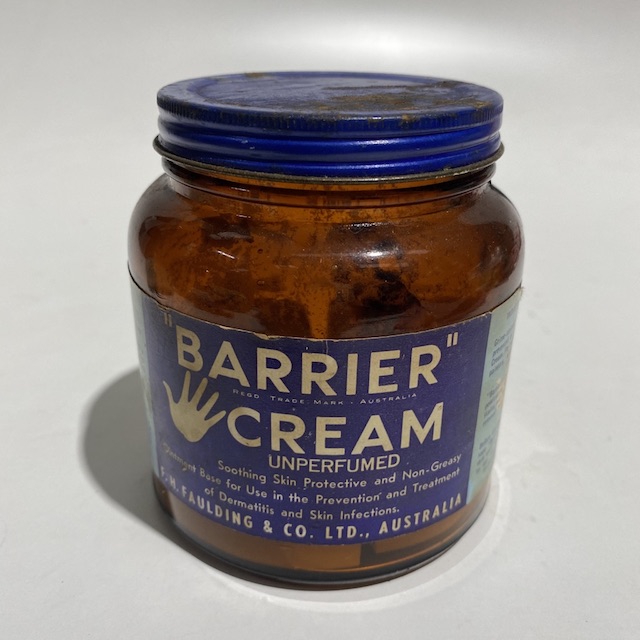 "BARRIER"
REGD TRADE MARK. AUSTRALIA
CREAM
UNPERFUMED
Soothing Skin Protective and Non-Greasy
Ointment Base for Use in the Prevention and Treatment
of Dermatitis and Skin Infections.
F. H. FAULDING & CO. LTD., AUSTRALIA